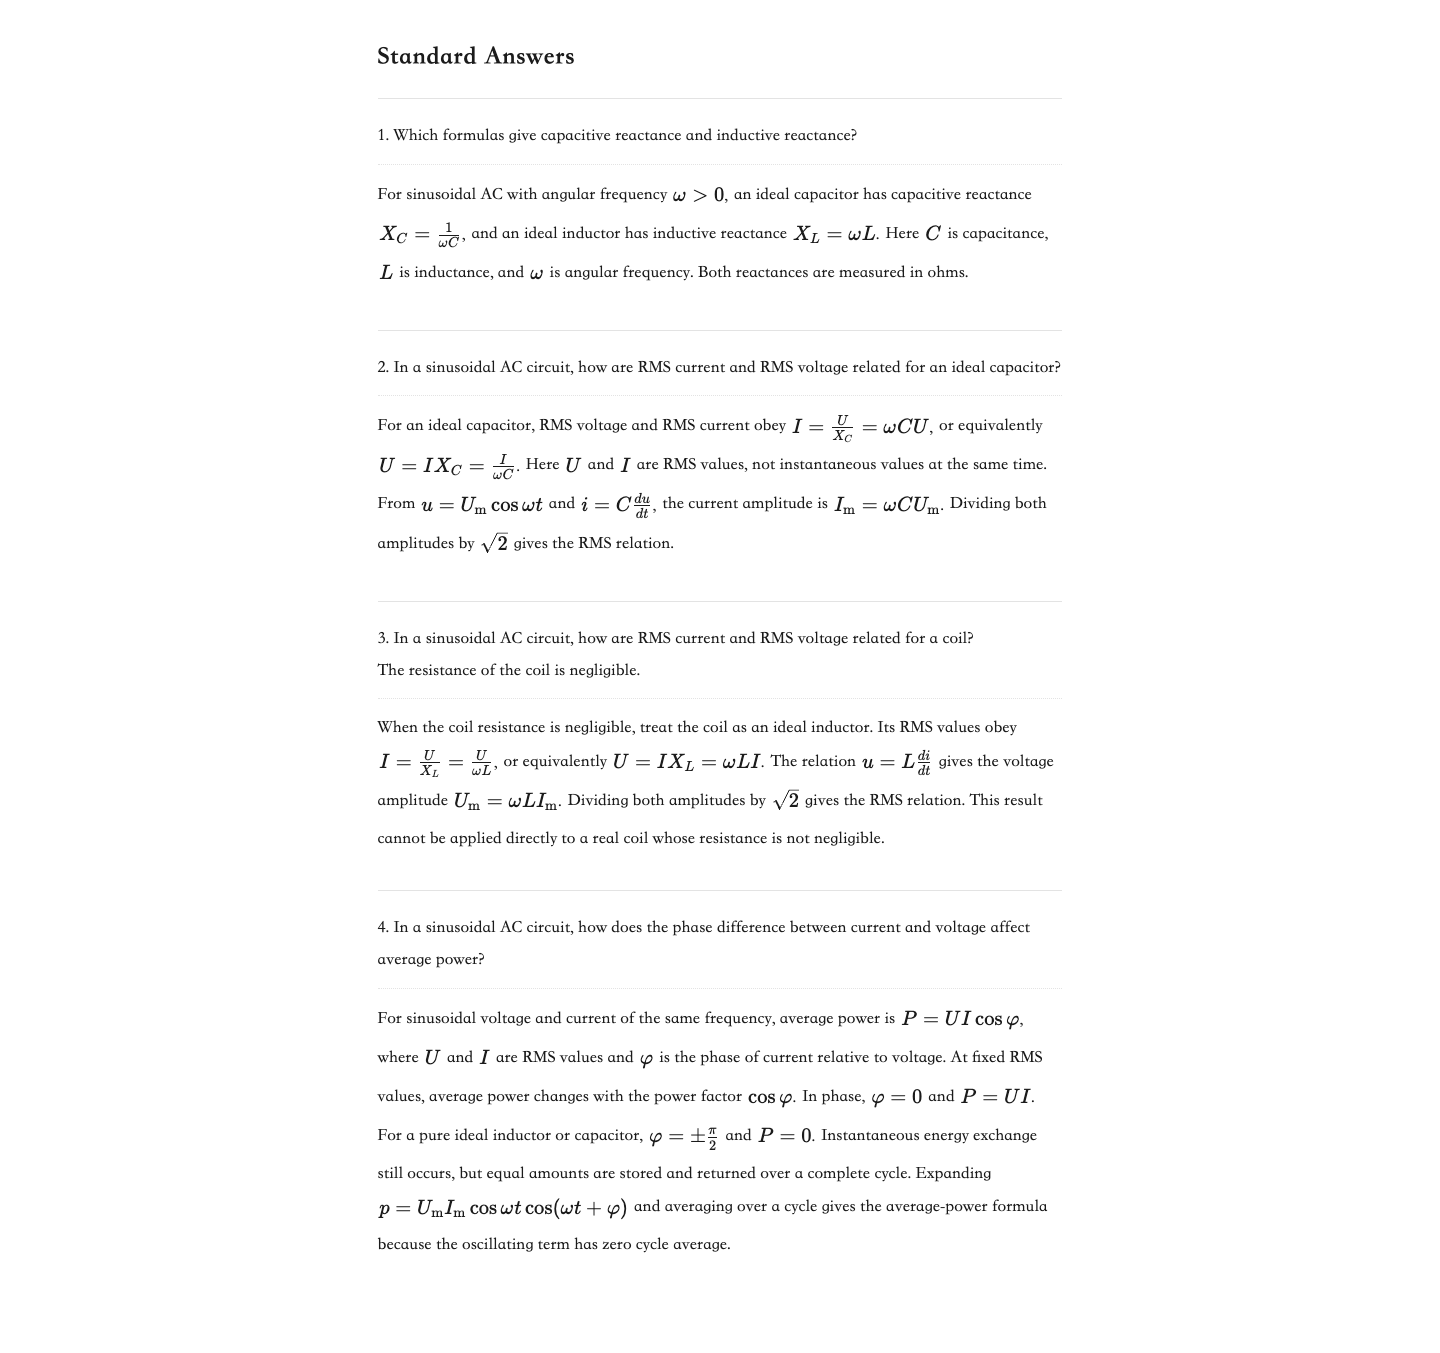 Standard Answers
1. Which formulas give capacitive reactance and inductive reactance?
For sinusoidal AC with angular frequency ω > 0, an ideal capacitor has capacitive reactance
X_C = \frac{1}{ωC}, and an ideal inductor has inductive reactance X_L = ωL. Here C is capacitance,
L is inductance, and ω is angular frequency. Both reactances are measured in ohms.
2. In a sinusoidal AC circuit, how are RMS current and RMS voltage related for an ideal capacitor?
For an ideal capacitor, RMS voltage and RMS current obey I = \frac{U}{X_C} = ωCU, or equivalently
U = IX_C = \frac{I}{ωC}. Here U and I are RMS values, not instantaneous values at the same time.
From u = U_m cos ωt and i = C\frac{du}{dt}, the current amplitude is I_m = ωCU_m. Dividing both
amplitudes by √2 gives the RMS relation.
3. In a sinusoidal AC circuit, how are RMS current and RMS voltage related for a coil?
The resistance of the coil is negligible.
When the coil resistance is negligible, treat the coil as an ideal inductor. Its RMS values obey
I = \frac{U}{X_L} = \frac{U}{ωL}, or equivalently U = IX_L = ωLI. The relation u = L\frac{di}{dt} gives the voltage
amplitude U_m = ωLI_m. Dividing both amplitudes by √2 gives the RMS relation. This result
cannot be applied directly to a real coil whose resistance is not negligible.
4. In a sinusoidal AC circuit, how does the phase difference between current and voltage affect
average power?
For sinusoidal voltage and current of the same frequency, average power is P = UI cos φ,
where U and I are RMS values and φ is the phase of current relative to voltage. At fixed RMS
values, average power changes with the power factor cos φ. In phase, φ = 0 and P = UI.
For a pure ideal inductor or capacitor, φ = ±\frac{π}{2} and P = 0. Instantaneous energy exchange
still occurs, but equal amounts are stored and returned over a complete cycle. Expanding
p = U_m I_m cos ωt cos(ωt + φ) and averaging over a cycle gives the average-power formula
because the oscillating term has zero cycle average.